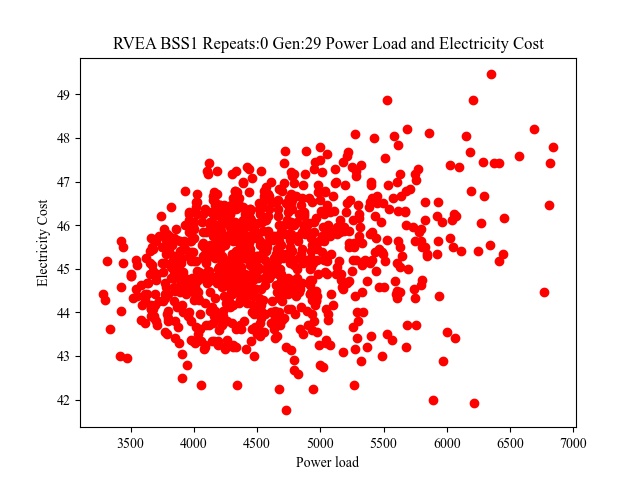 RVEA BSS1 Repeats:0 Gen:29 Power Load and Electricity Cost
49
48
47
46
45
44
43
42
Electricity Cost
3500 4000 4500 5000 5500 6000 6500 7000
Power load